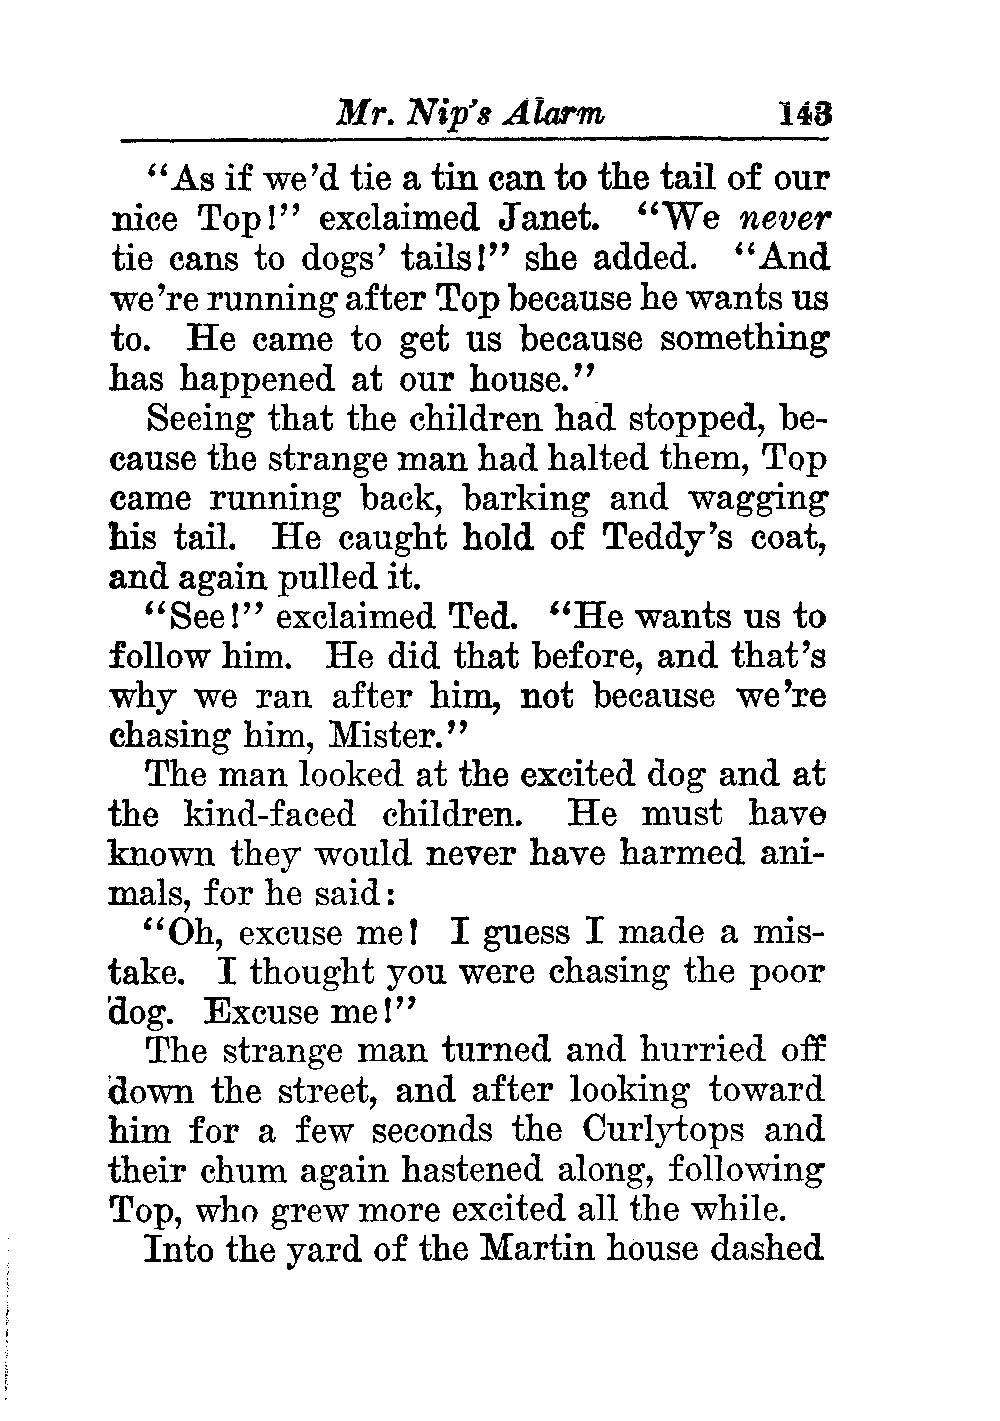 Mr. Nip's Alarm 143
"As if we'd tie a tin can to the tail of our
nice Top!" exclaimed Janet. "We never
tie cans to dogs' tails!" she added. "And
we're running after Top because he wants us
to. He came to get us because something
has happened at our house."
Seeing that the children had stopped, be-
cause the strange man had halted them, Top
came running back, barking and wagging
his tail. He caught hold of Teddy's coat,
and again pulled it.
"See!" exclaimed Ted. "He wants us to
follow him. He did that before, and that's
why we ran after him, not because we're
chasing him, Mister."
The man looked at the excited dog and at
the kind-faced children. He must have
known they would never have harmed ani-
mals, for he said:
"Oh, excuse me! I guess I made a mis-
take. I thought you were chasing the poor
dog. Excuse me!"
The strange man turned and hurried off
down the street, and after looking toward
him for a few seconds the Curlytops and
their chum again hastened along, following
Top, who grew more excited all the while.
Into the yard of the Martin house dashed